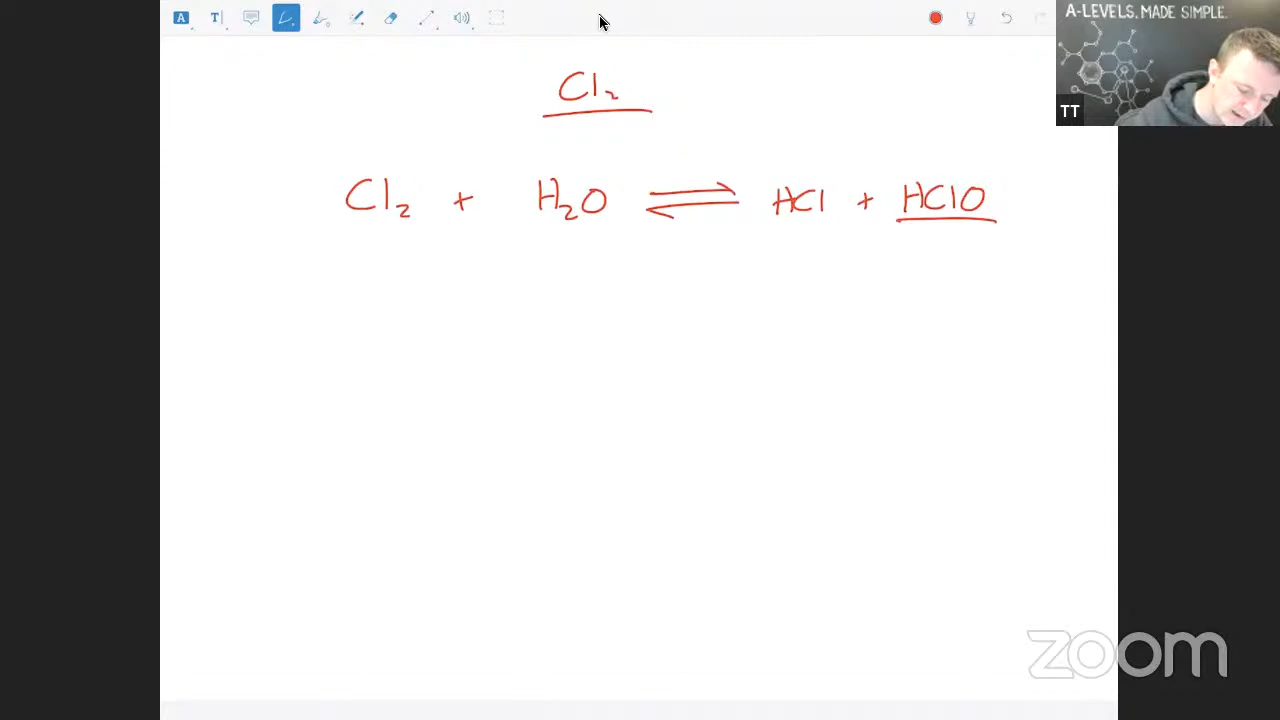 A T
A-LEVELS. MADE SIMPLE.
TT
Cl₂
Cl₂ + H₂O ⇌ HCl + HClO
zoom